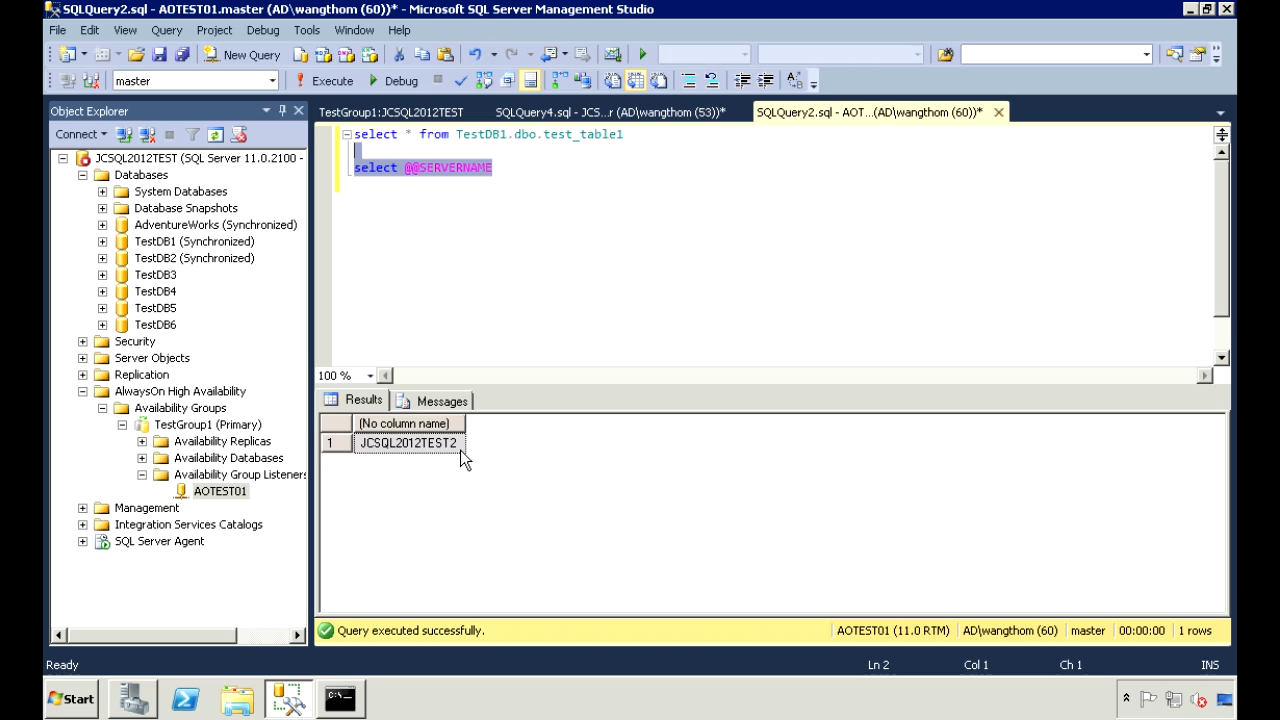 SQLQuery2.sql - AOTEST01.master (AD\wangthom (60))* - Microsoft SQL Server Management Studio
File Edit View Query Project Debug Tools Window Help
New Query
master Execute Debug
Object Explorer
TestGroup1:JCSQL2012TEST SQLQuery4.sql - JCS...r (AD\wangthom (53))* SQLQuery2.sql - AOT...(AD\wangthom (60))*
Connect
JCSQL2012TEST (SQL Server 11.0.2100 -
Databases
System Databases
Database Snapshots
AdventureWorks (Synchronized)
TestDB1 (Synchronized)
TestDB2 (Synchronized)
TestDB3
TestDB4
TestDB5
TestDB6
Security
Server Objects
Replication
AlwaysOn High Availability
Availability Groups
TestGroup1 (Primary)
Availability Replicas
Availability Databases
Availability Group Listeners
AOTEST01
Management
Integration Services Catalogs
SQL Server Agent
select * from TestDB1.dbo.test_table1
select @@SERVERNAME
100 %
Results Messages
(No column name)
1 JCSQL2012TEST2
Query executed successfully. AOTEST01 (11.0 RTM) AD\wangthom (60) master 00:00:00 1 rows
Ready Ln 2 Col 1 Ch 1 INS
Start